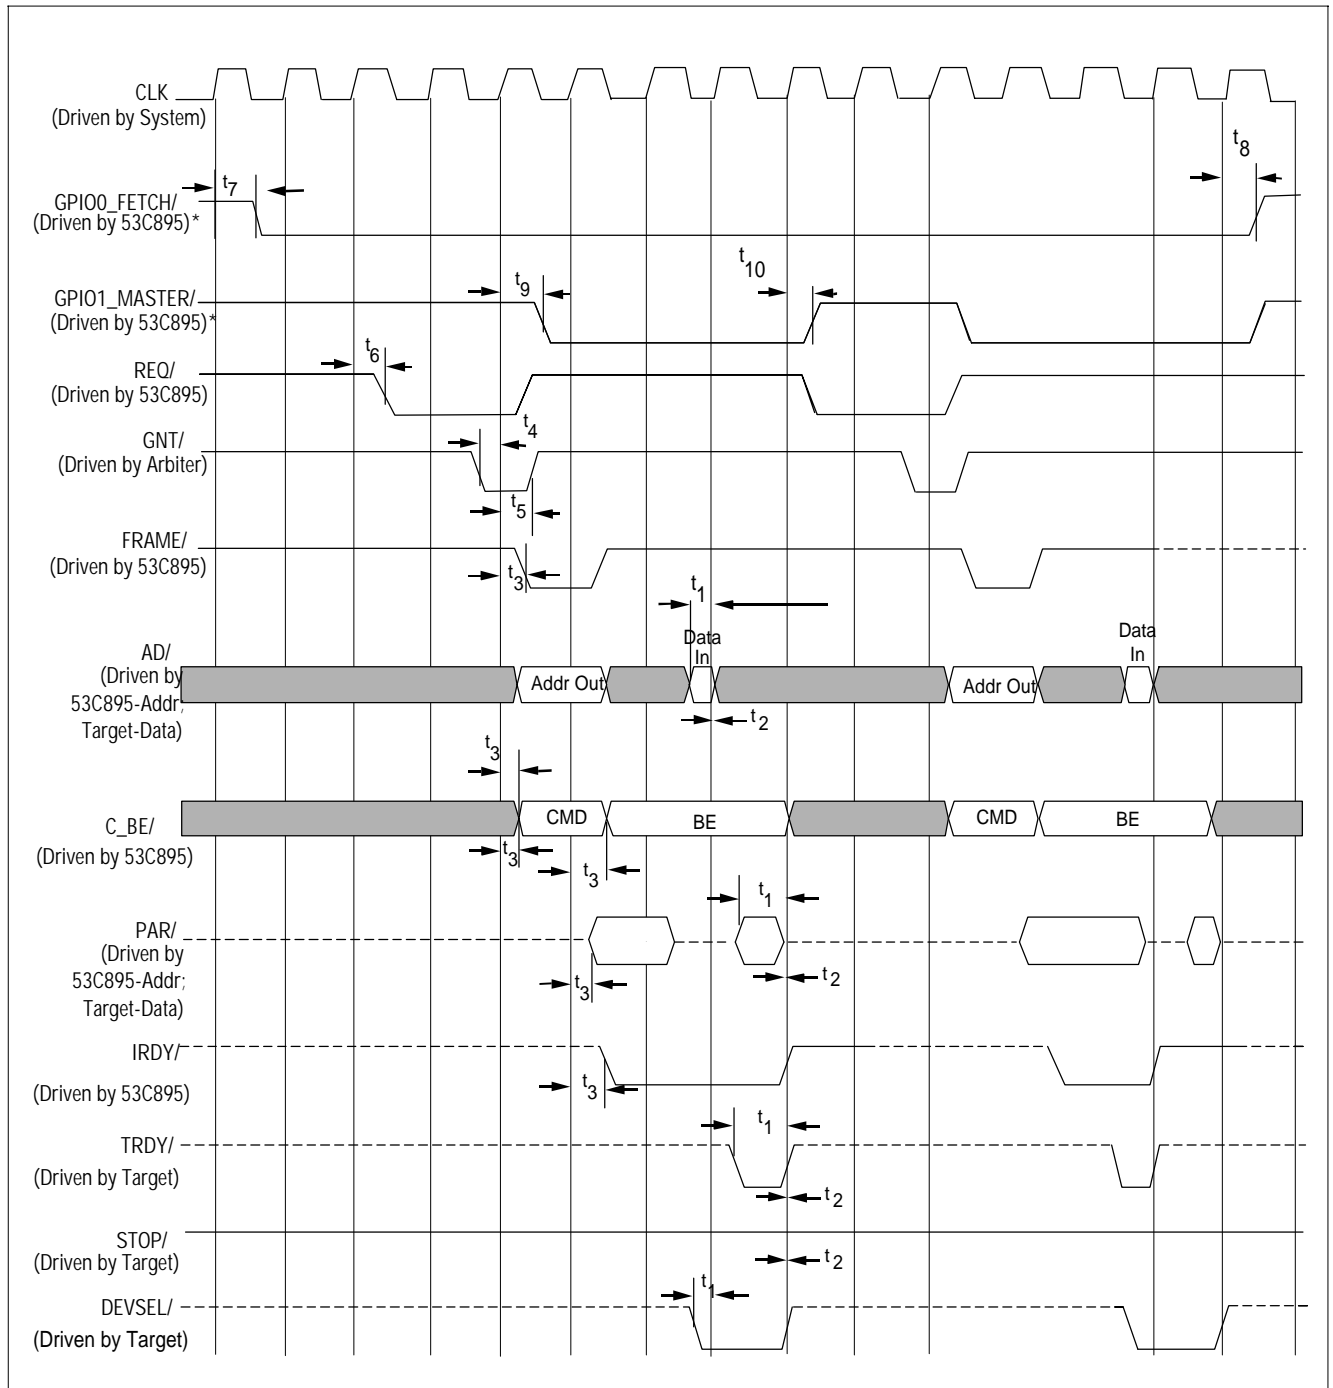 CLK
(Driven by System)
t8
t7
GPIO0_FETCH/
(Driven by 53C895)*
t10
t9
GPIO1_MASTER/
(Driven by 53C895)*
t6
REQ/
(Driven by 53C895)
t4
GNT/
(Driven by Arbiter)
t5
FRAME/
(Driven by 53C895)
t3
t1
Data
In
Data
In
AD/
(Driven by
53C895-Addr;
Target-Data)
Addr Out
Addr Out
t2
t3
C_BE/
(Driven by 53C895)
CMD
BE
CMD
BE
t3
t3
t1
PAR/
(Driven by
53C895-Addr;
Target-Data)
t3
t2
IRDY/
(Driven by 53C895)
t3
t1
TRDY/
(Driven by Target)
t2
STOP/
(Driven by Target)
t2
t1
DEVSEL/
(Driven by Target)